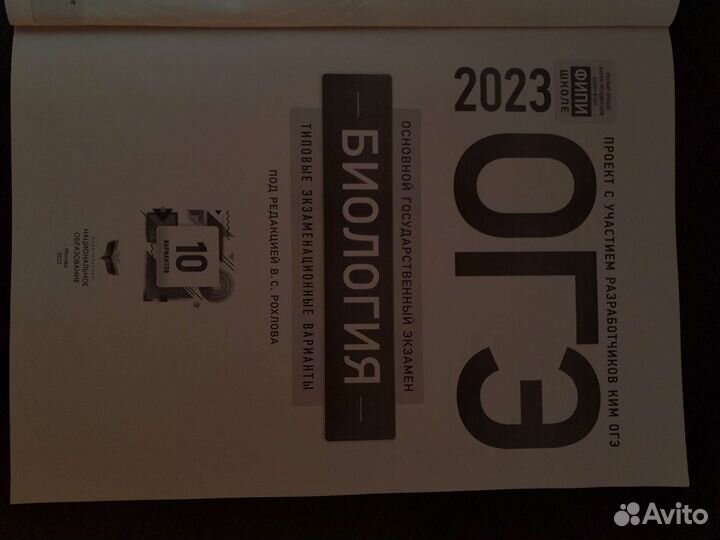 ПРОЕКТ С УЧАСТИЕМ РАЗРАБОТЧИКОВ КИМ ОГЭ
ФИПИ
ШКОЛЕ
2023
ОГЭ
ОСНОВНОЙ ГОСУДАРСТВЕННЫЙ ЭКЗАМЕН
БИОЛОГИЯ
ТИПОВЫЕ ЭКЗАМЕНАЦИОННЫЕ ВАРИАНТЫ
ПОД РЕДАКЦИЕЙ В. С. РОХЛОВА
10
ВАРИАНТОВ
ИЗДАТЕЛЬСТВО
НАЦИОНАЛЬНОЕ
ОБРАЗОВАНИЕ
Москва
2023
Avito